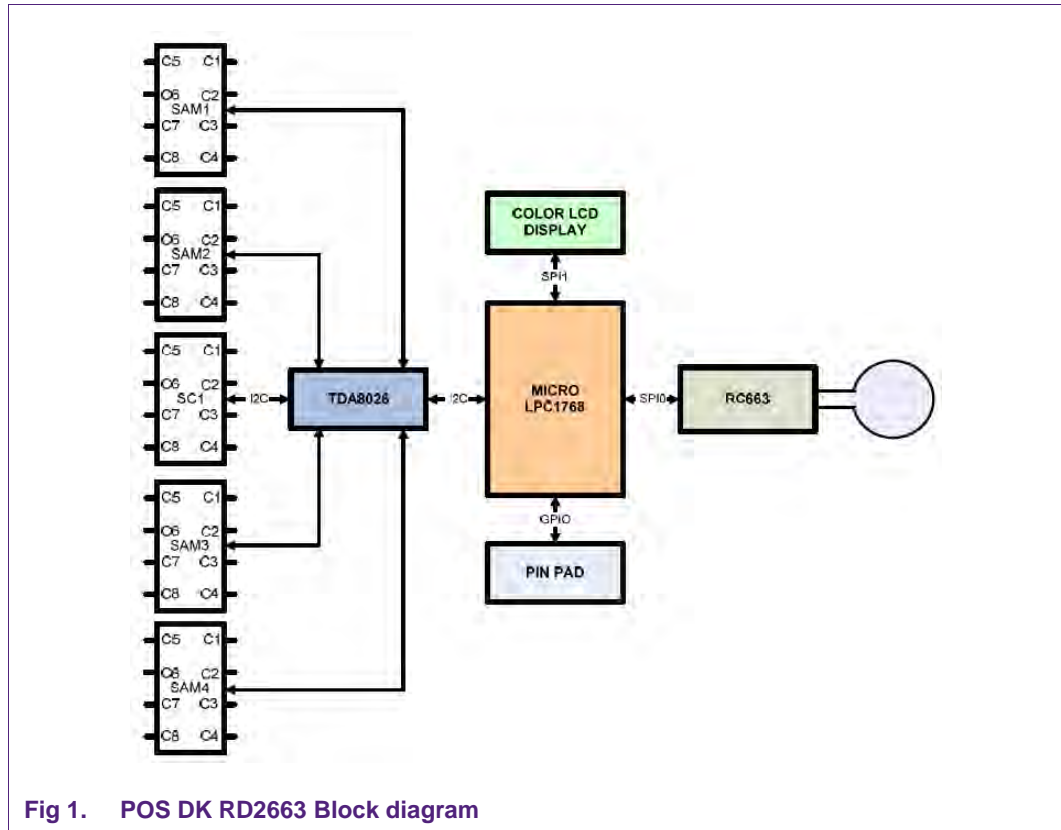 C5 C1
C6 C2
SAM1
C7 C3
C8 C4
C5 C1
C6 C2
SAM2
C7 C3
C8 C4
C5 C1
C6 C2
SC1
C7 C3
C8 C4
C5 C1
C6 C2
SAM3
C7 C3
C8 C4
C5 C1
C6 C2
SAM4
C7 C3
C8 C4
I2C
TDA8026
I2C
COLOR LCD
DISPLAY
SPI1
MICRO
LPC1768
SPI0
RC663
GPIO
PIN PAD
Fig 1. POS DK RD2663 Block diagram